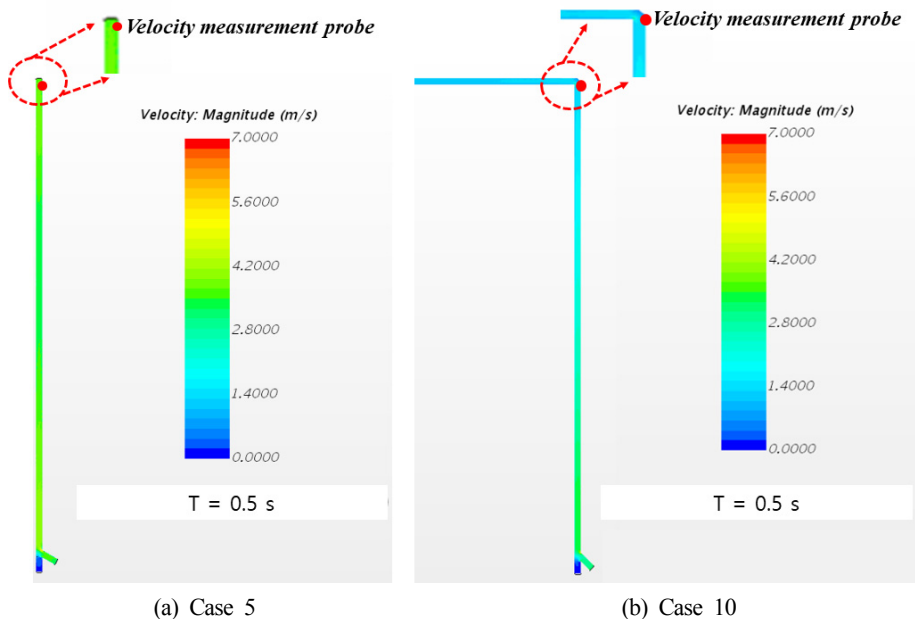 Velocity measurement probe
Velocity: Magnitude (m/s)
7.0000
5.6000
4.2000
2.8000
1.4000
0.0000
T = 0.5 s
(a) Case 5
Velocity measurement probe
Velocity: Magnitude (m/s)
7.0000
5.6000
4.2000
2.8000
1.4000
0.0000
T = 0.5 s
(b) Case 10